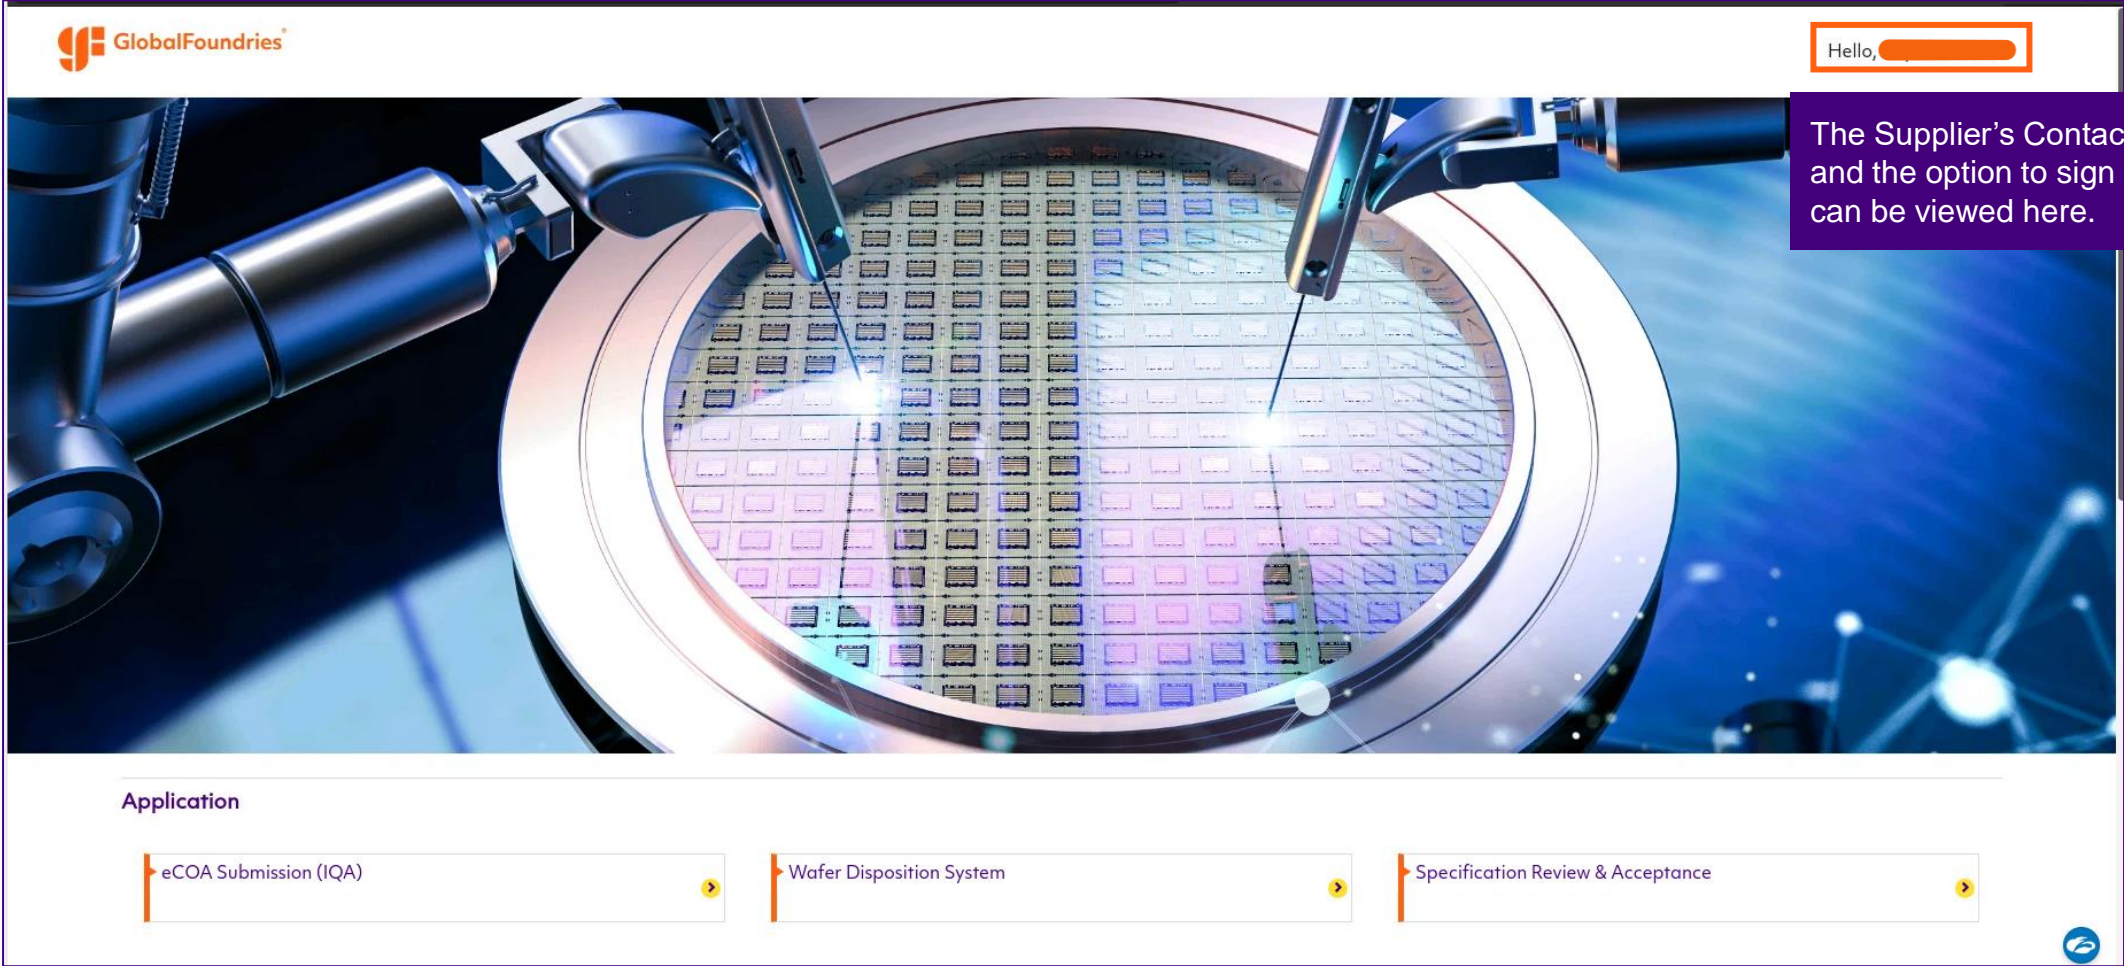 GlobalFoundries
Hello,
The Supplier's Contac
and the option to sign
can be viewed here.
Application
eCOA Submission (IQA)
Wafer Disposition System
Specification Review & Acceptance